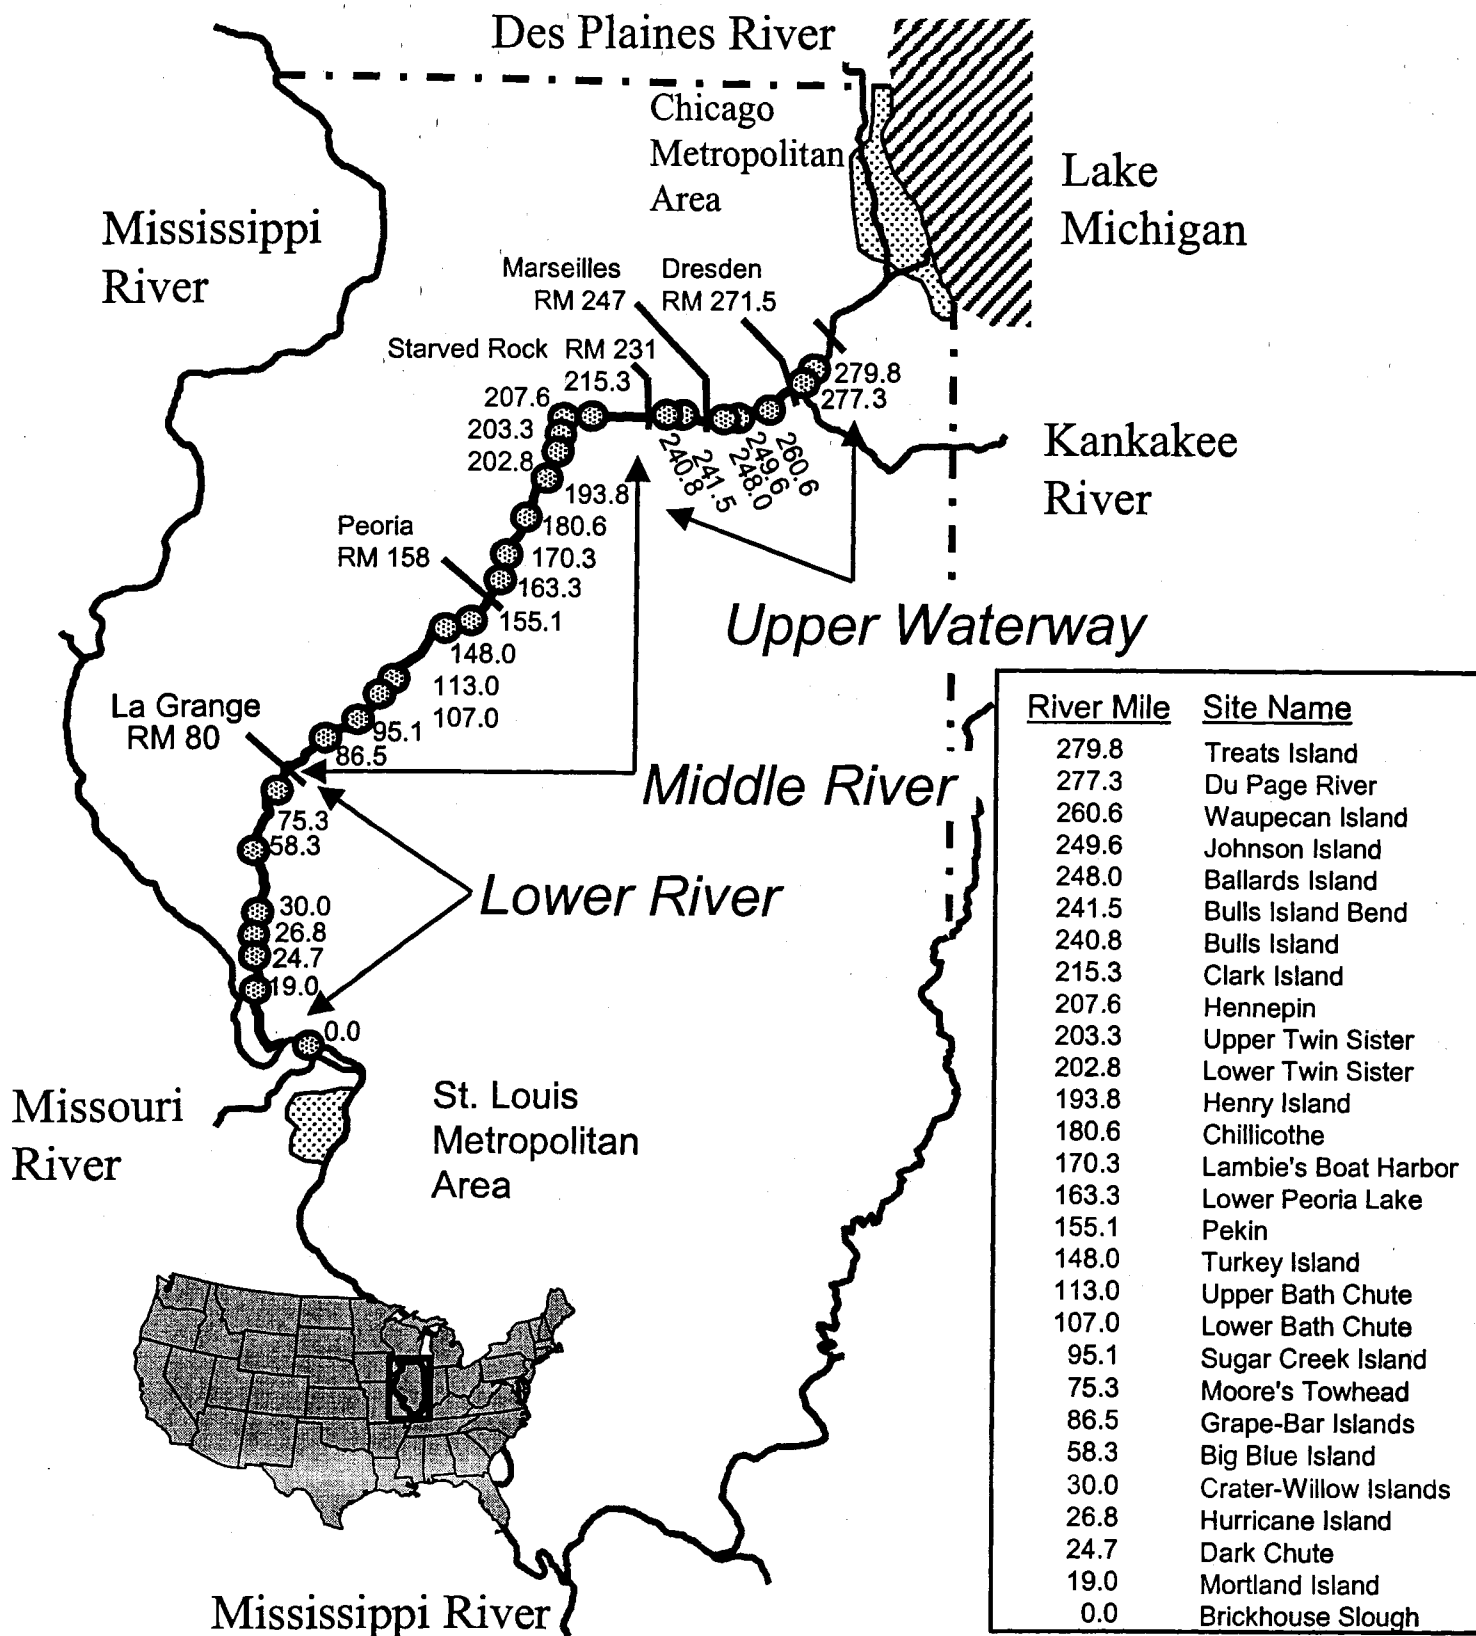 Des Plaines River
Chicago
Metropolitan
Area
Lake
Michigan
Mississippi
River
Marseilles
RM 247
Dresden
RM 271.5
Starved Rock RM 231
215.3
207.6
203.3
202.8
193.8
180.6
170.3
163.3
155.1
148.0
113.0
107.0
95.1
86.5
279.8
277.3
260.6
249.6
248.0
241.5
240.8
Kankakee
River
Peoria
RM 158
Upper Waterway
La Grange
RM 80
Middle River
75.3
58.3
30.0
26.8
24.7
19.0
0.0
Lower River
Missouri
River
St. Louis
Metropolitan
Area
Mississippi River
River Mile Site Name
279.8 Treats Island
277.3 Du Page River
260.6 Waupecan Island
249.6 Johnson Island
248.0 Ballards Island
241.5 Bulls Island Bend
240.8 Bulls Island
215.3 Clark Island
207.6 Hennepin
203.3 Upper Twin Sister
202.8 Lower Twin Sister
193.8 Henry Island
180.6 Chillicothe
170.3 Lambie's Boat Harbor
163.3 Lower Peoria Lake
155.1 Pekin
148.0 Turkey Island
113.0 Upper Bath Chute
107.0 Lower Bath Chute
95.1 Sugar Creek Island
75.3 Moore's Towhead
86.5 Grape-Bar Islands
58.3 Big Blue Island
30.0 Crater-Willow Islands
26.8 Hurricane Island
24.7 Dark Chute
19.0 Mortland Island
0.0 Brickhouse Slough